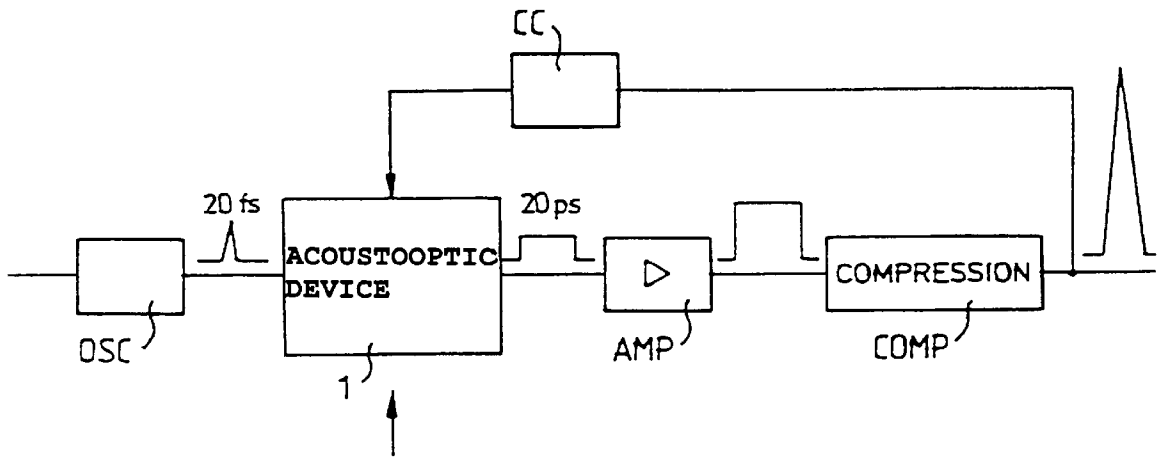 CC
20 fs
20 ps
ACOUSTOOPTIC
DEVICE
COMPRESSION
OSC
1
AMP
COMP